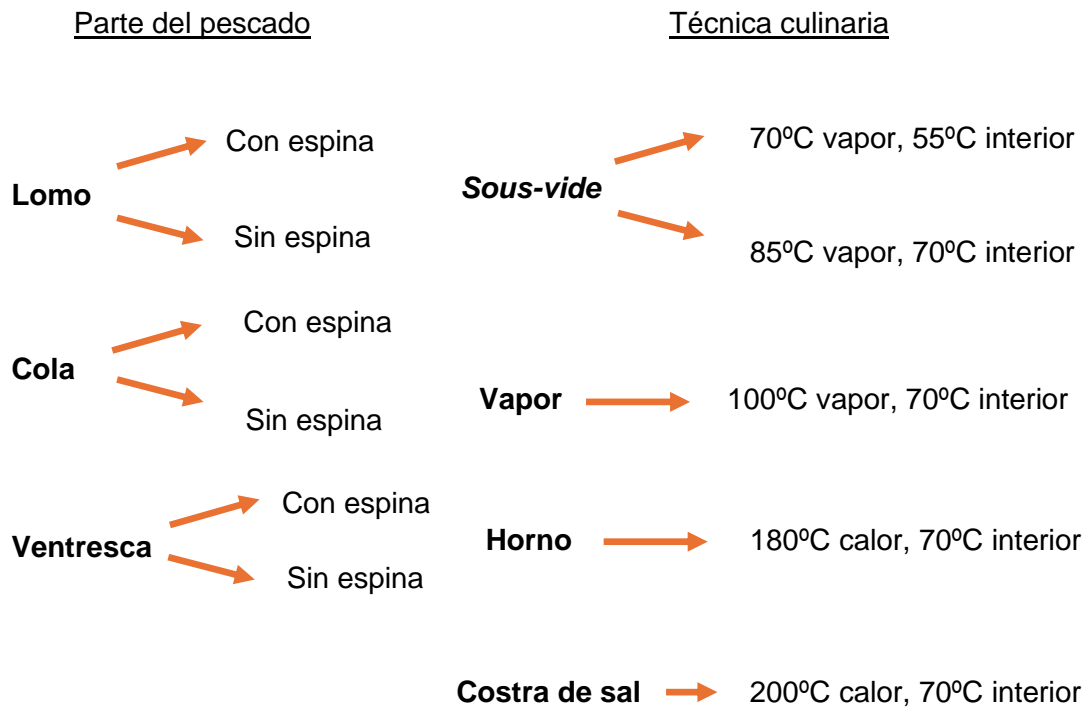 Parte del pescado
Técnica culinaria
Con espina
Lomo
Sin espina
Con espina
Cola
Sin espina
Con espina
Ventresca
Sin espina
70ºC vapor, 55ºC interior
Sous-vide
85ºC vapor, 70ºC interior
Vapor
100ºC vapor, 70ºC interior
Horno
180ºC calor, 70ºC interior
Costra de sal
200ºC calor, 70ºC interior